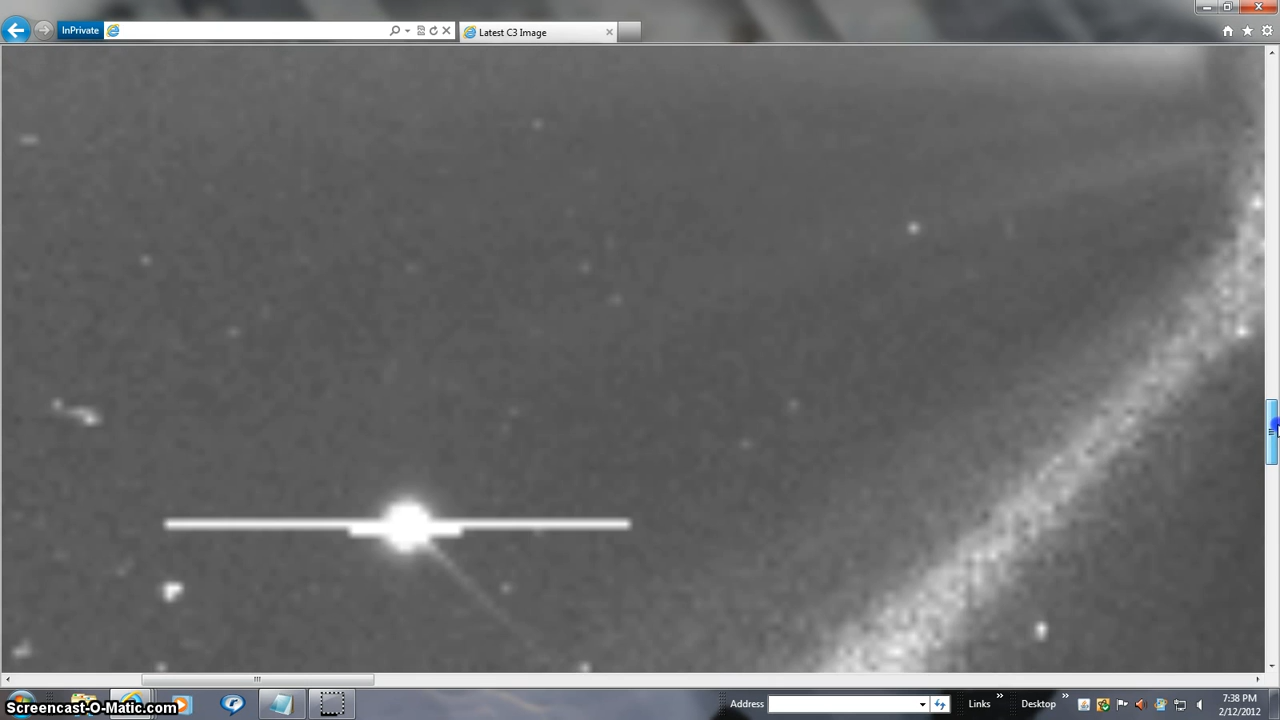 InPrivate
Latest C3 Image
Address
Links
Desktop
7:38 PM
2/12/2012
Screencast-O-Matic.com